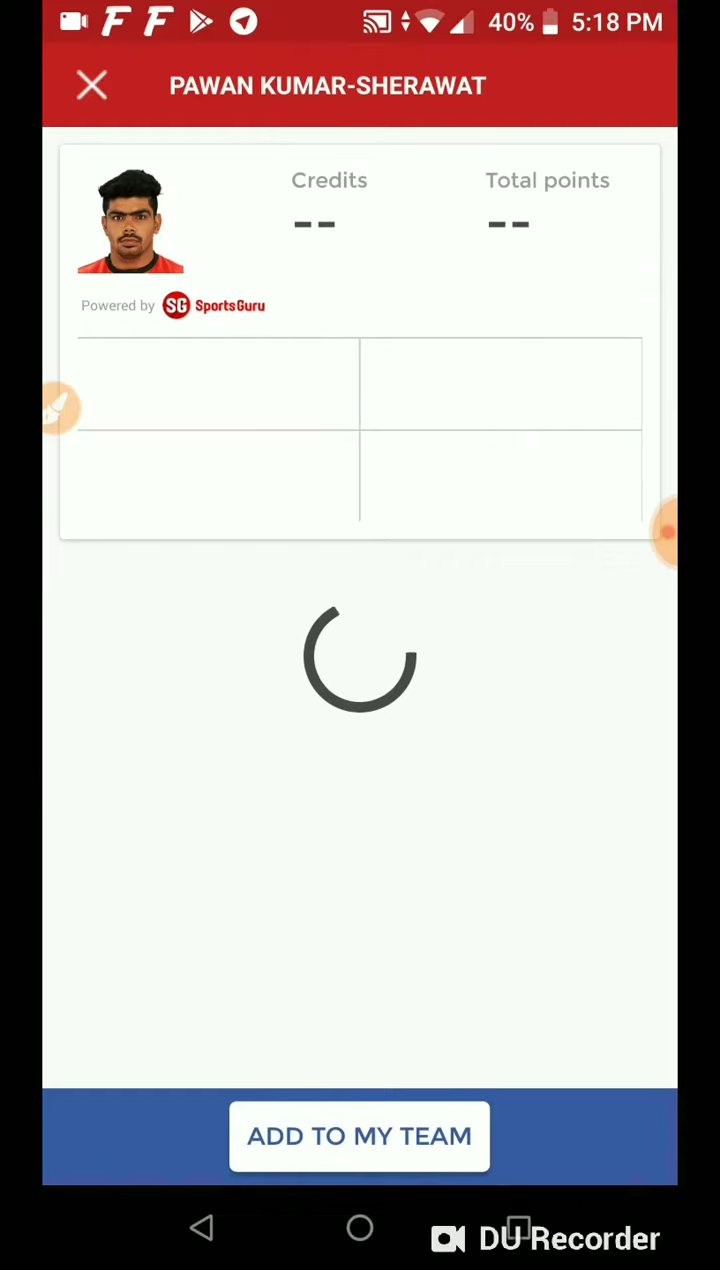 40% 5:18 PM
PAWAN KUMAR-SHERAWAT
Credits Total points
-- --
Powered by SG SportsGuru
ADD TO MY TEAM
DU Recorder